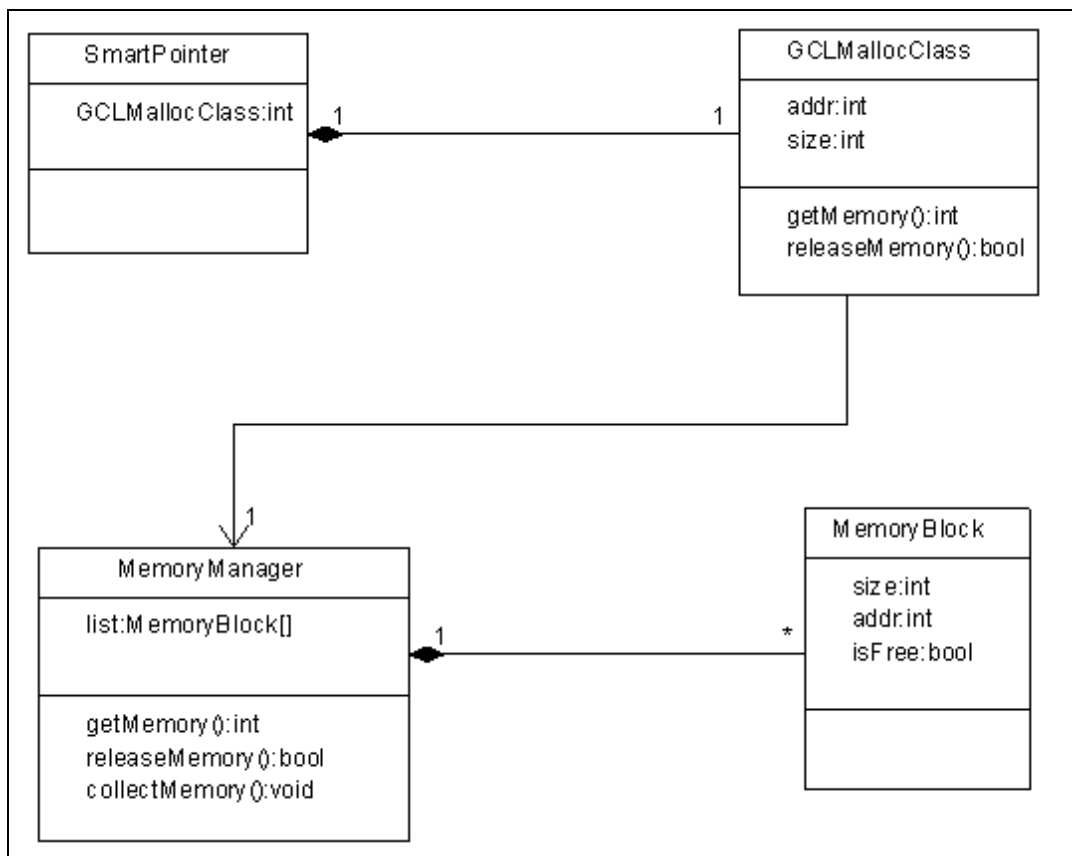 SmartPointer
GCLMallocClass:int
1
1
GCLMallocClass
addr:int
size:int
getMemory():int
releaseMemory():bool
1
MemoryManager
list:MemoryBlock[]
getMemory():int
releaseMemory():bool
collectMemory():void
1
*
MemoryBlock
size:int
addr:int
isFree:bool